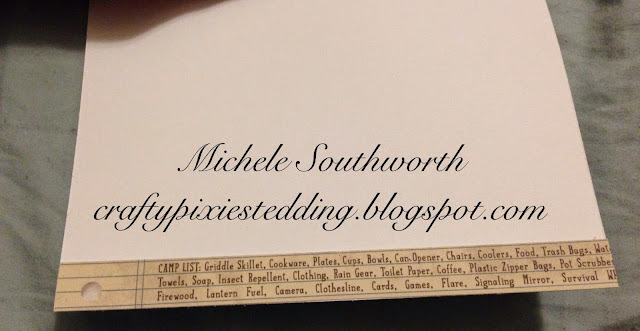 Michele Southworth
craftypixiestedding.blogspot.com
CAMP LIST: Griddle Skillet, Cookware, Plates, Cups, Bowls, Can Opener, Chairs, Coolers, Food, Trash Bags,
Towels, Soap, Insect Repellent, Clothing, Rain Gear, Toilet Paper, Coffee, Plastic Zipper Bags, Pot Scrubber
Firewood, Lantern Fuel, Camera, Clothesline, Cards, Games, Flare, Signaling Mirror, Survival